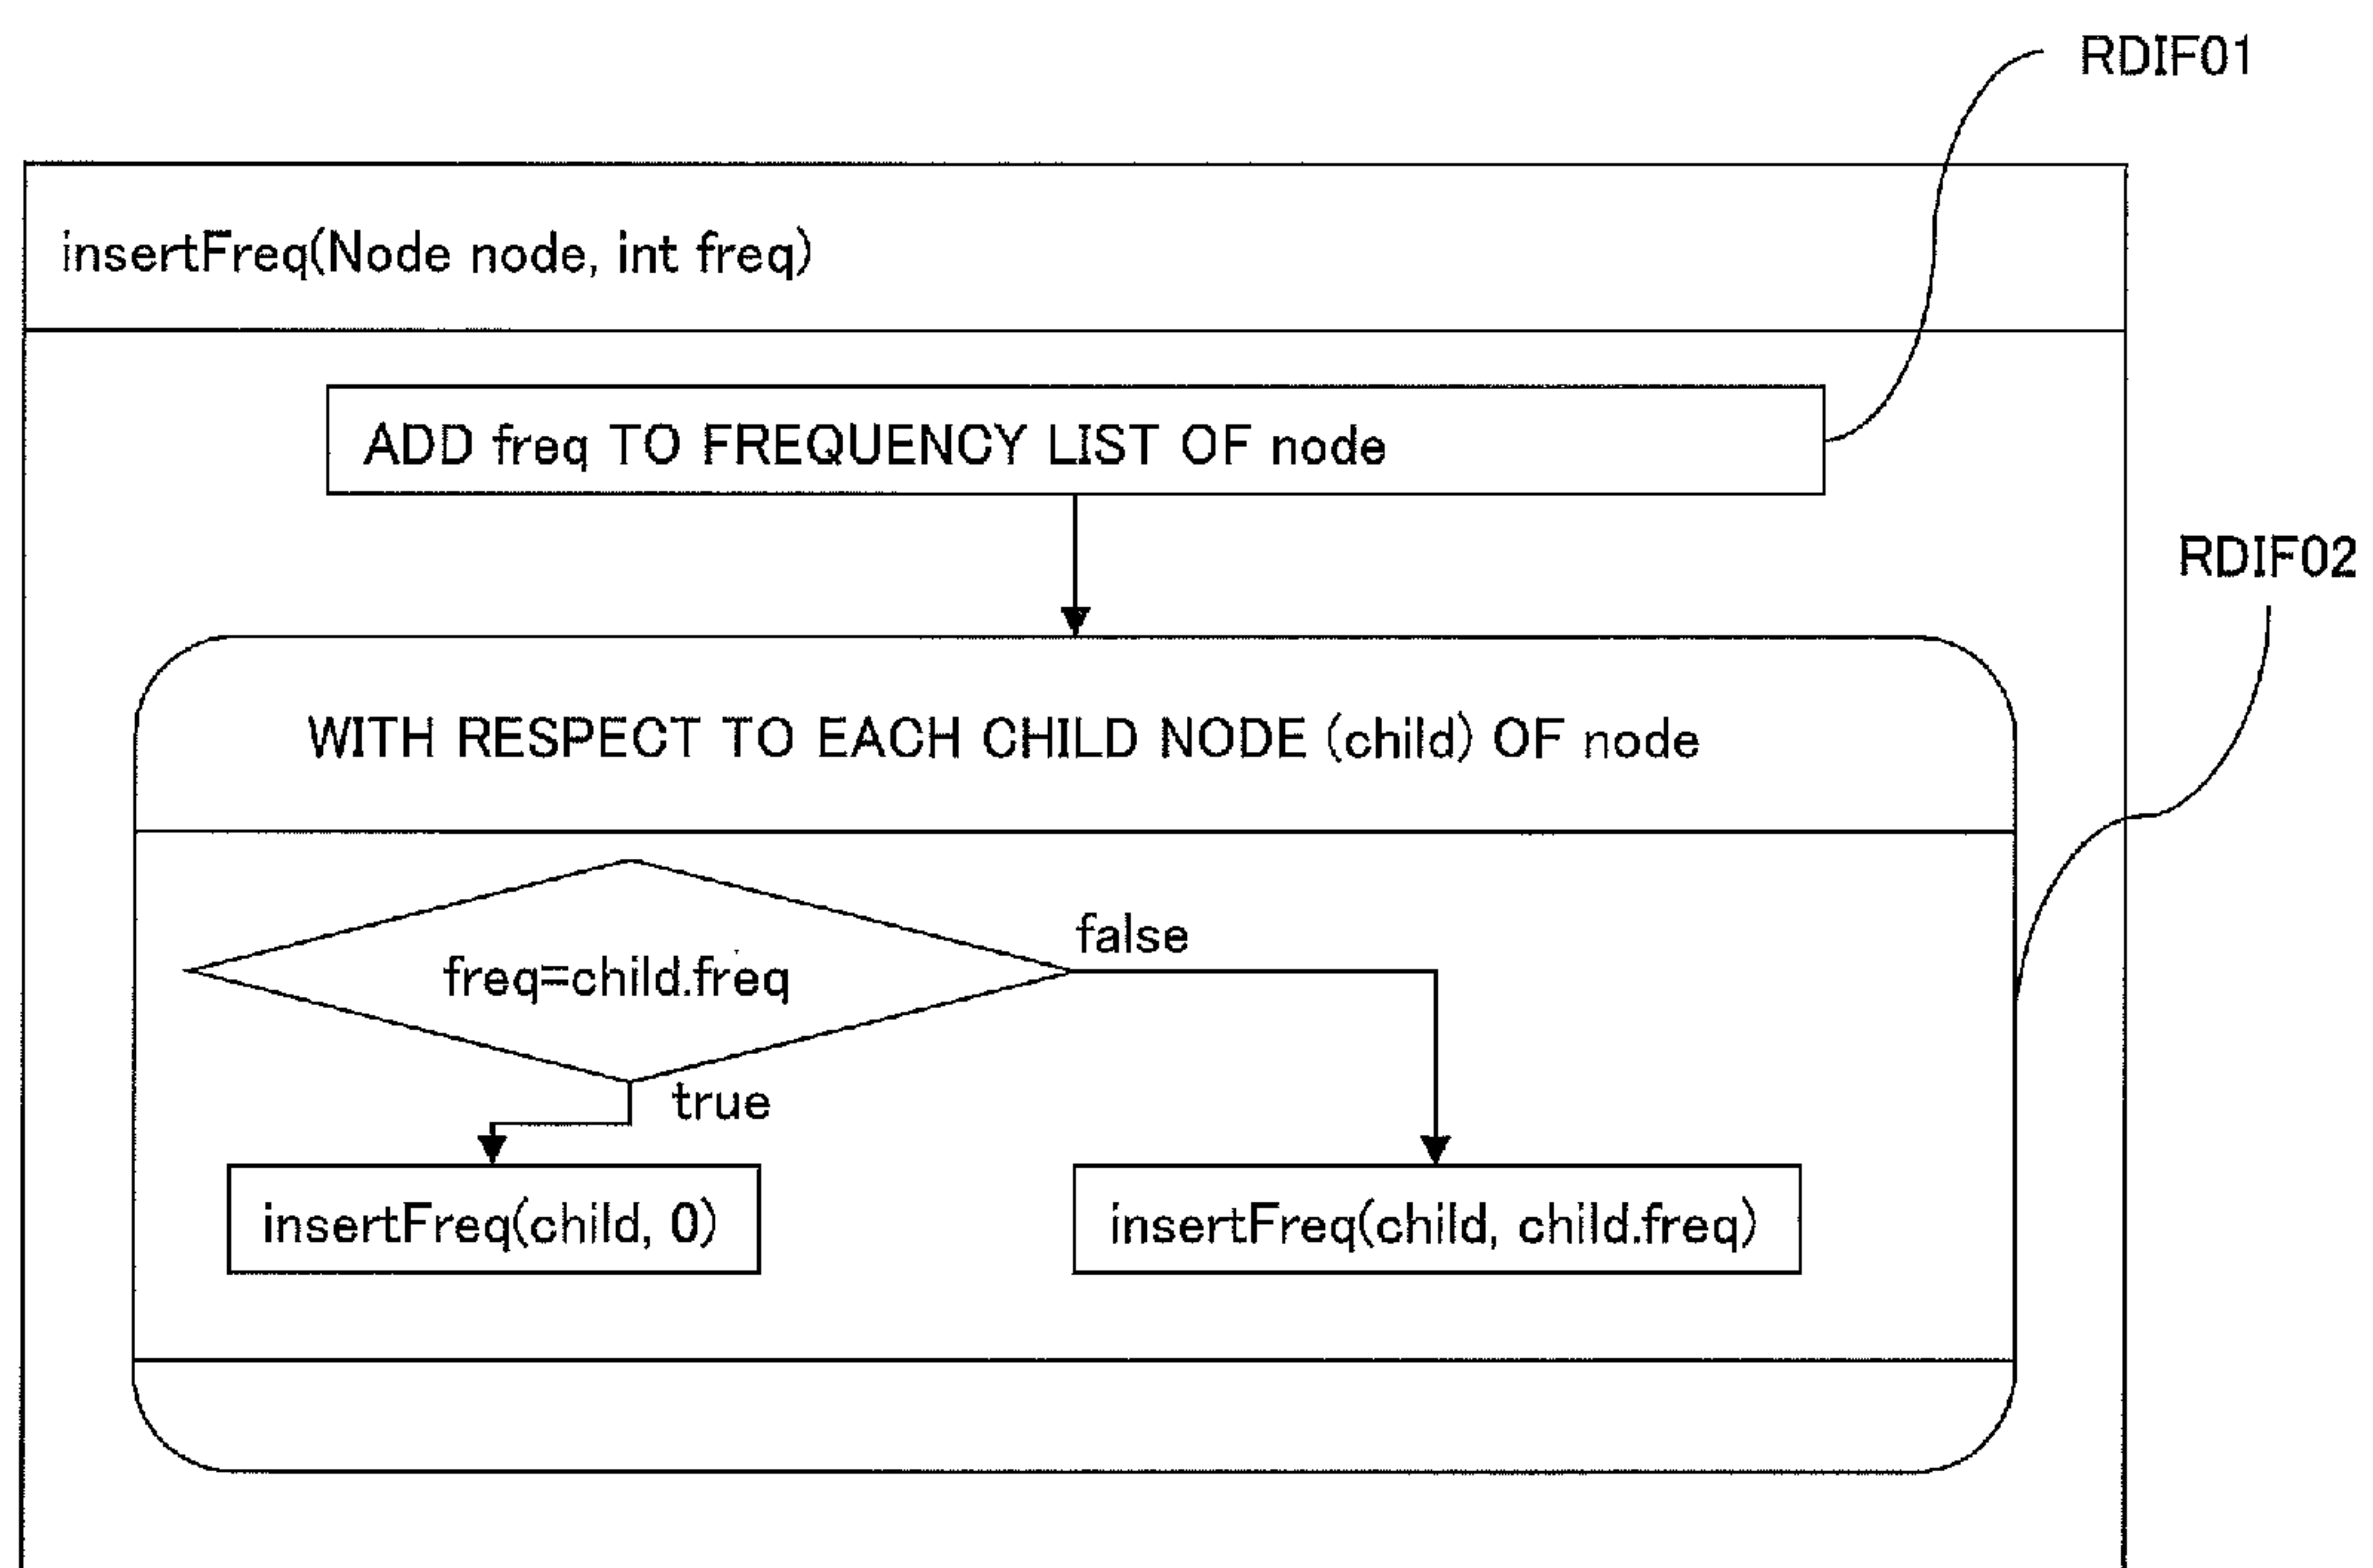 RDIF01
insertFreq(Node node, int freq)
ADD freq TO FREQUENCY LIST OF node
RDIF02
WITH RESPECT TO EACH CHILD NODE (child) OF node
false
freq=child.freq
true
insertFreq(child, 0)
insertFreq(child, child.freq)